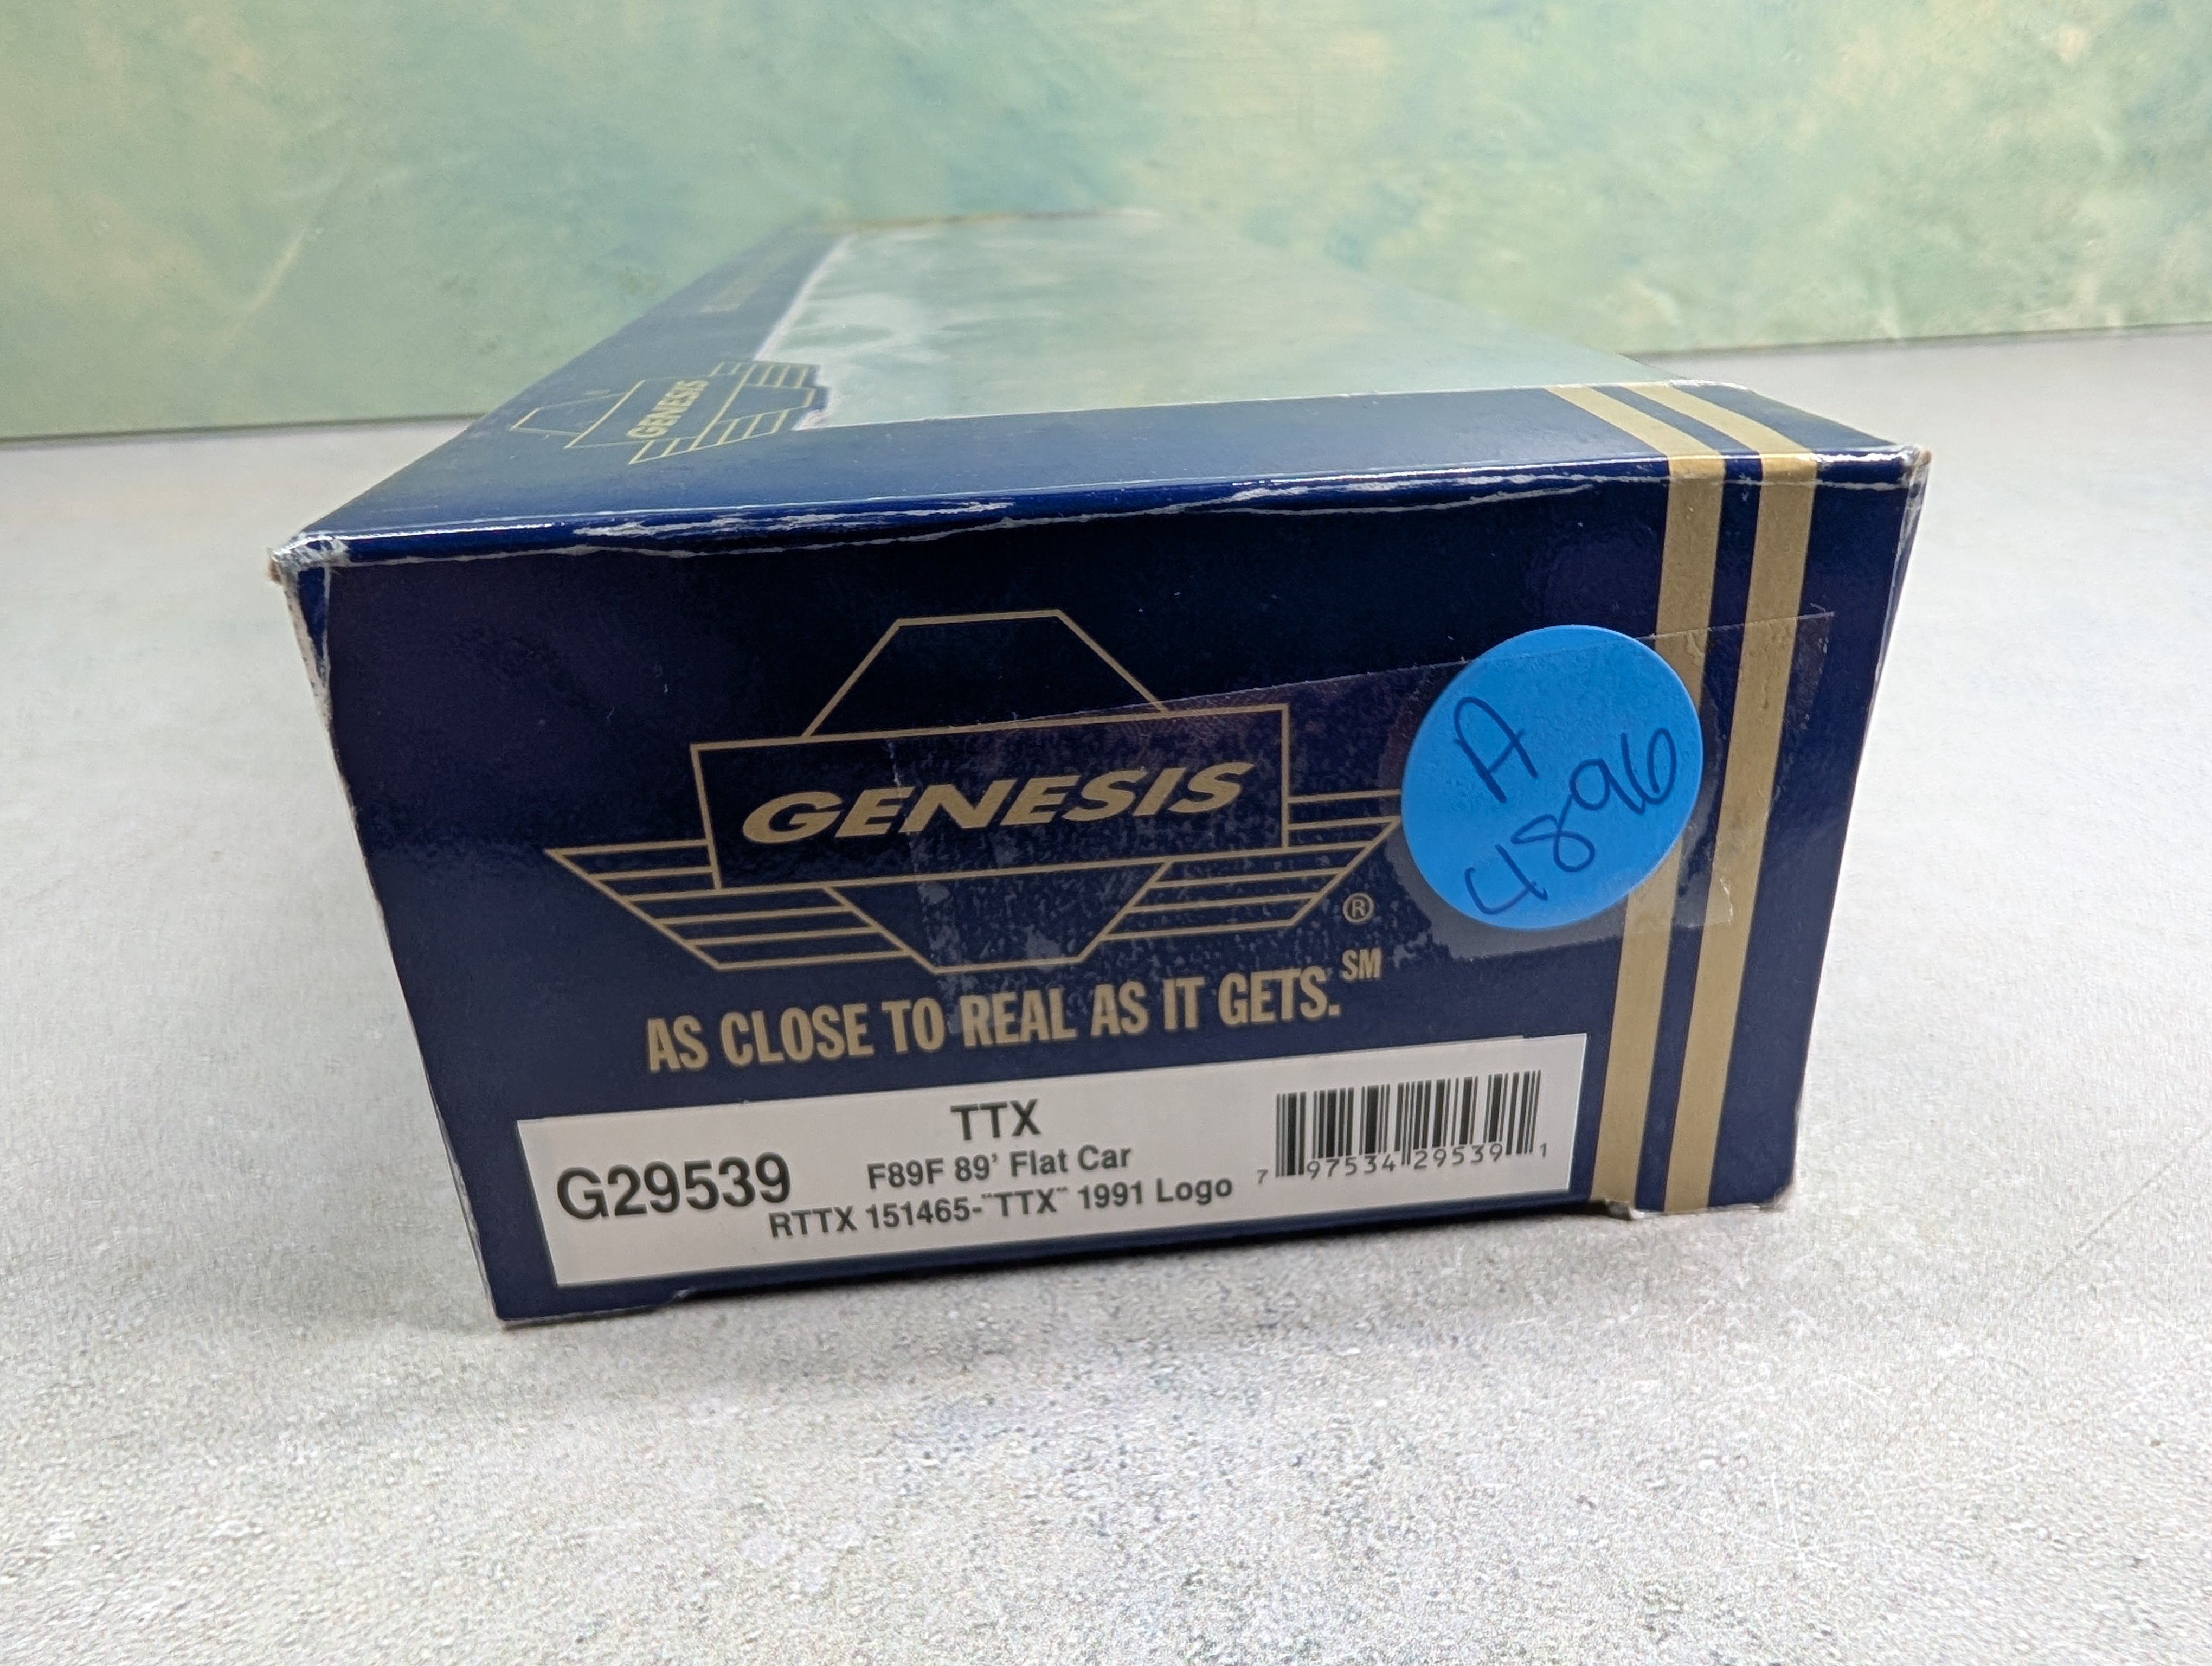 GENESIS
GENESIS ®
AS CLOSE TO REAL AS IT GETS. SM
A
4896
TTX
G29539
F89F 89' Flat Car
RTTX 151465-"TTX" 1991 Logo
7 97534 29539 1